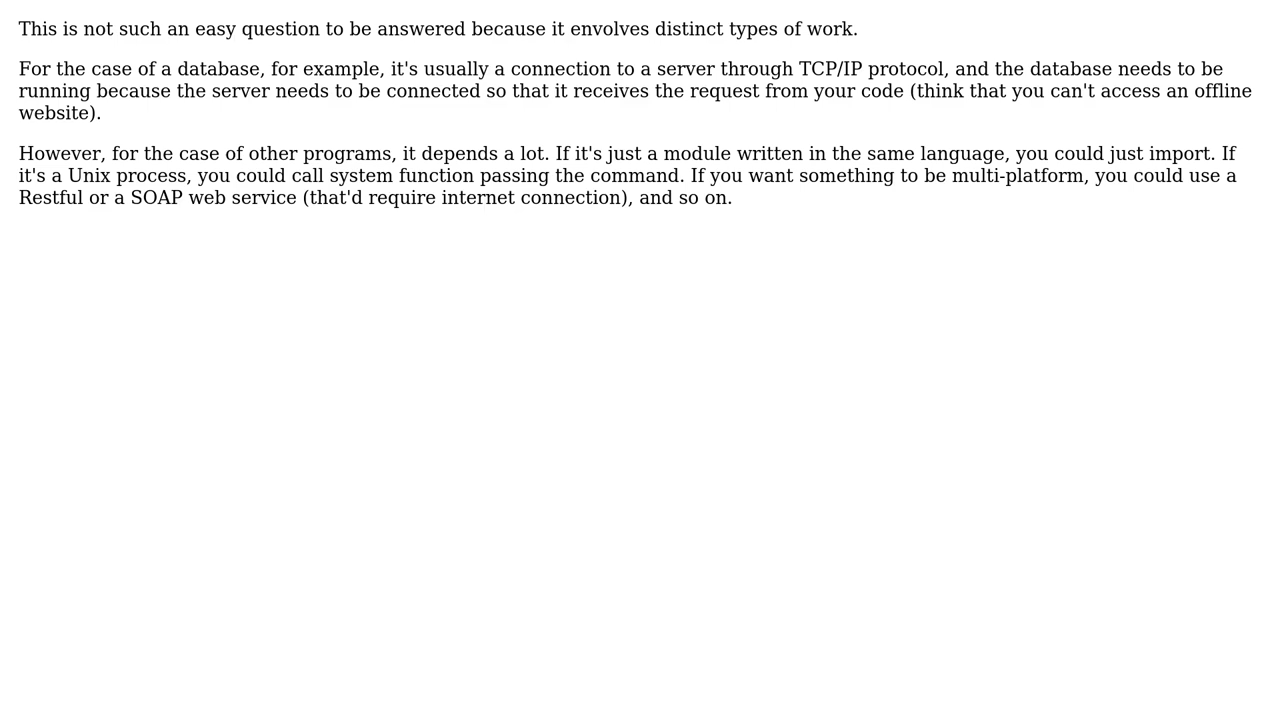 This is not such an easy question to be answered because it envolves distinct types of work.
For the case of a database, for example, it's usually a connection to a server through TCP/IP protocol, and the database needs to be
running because the server needs to be connected so that it receives the request from your code (think that you can't access an offline
website).
However, for the case of other programs, it depends a lot. If it's just a module written in the same language, you could just import. If
it's a Unix process, you could call system function passing the command. If you want something to be multi-platform, you could use a
Restful or a SOAP web service (that'd require internet connection), and so on.